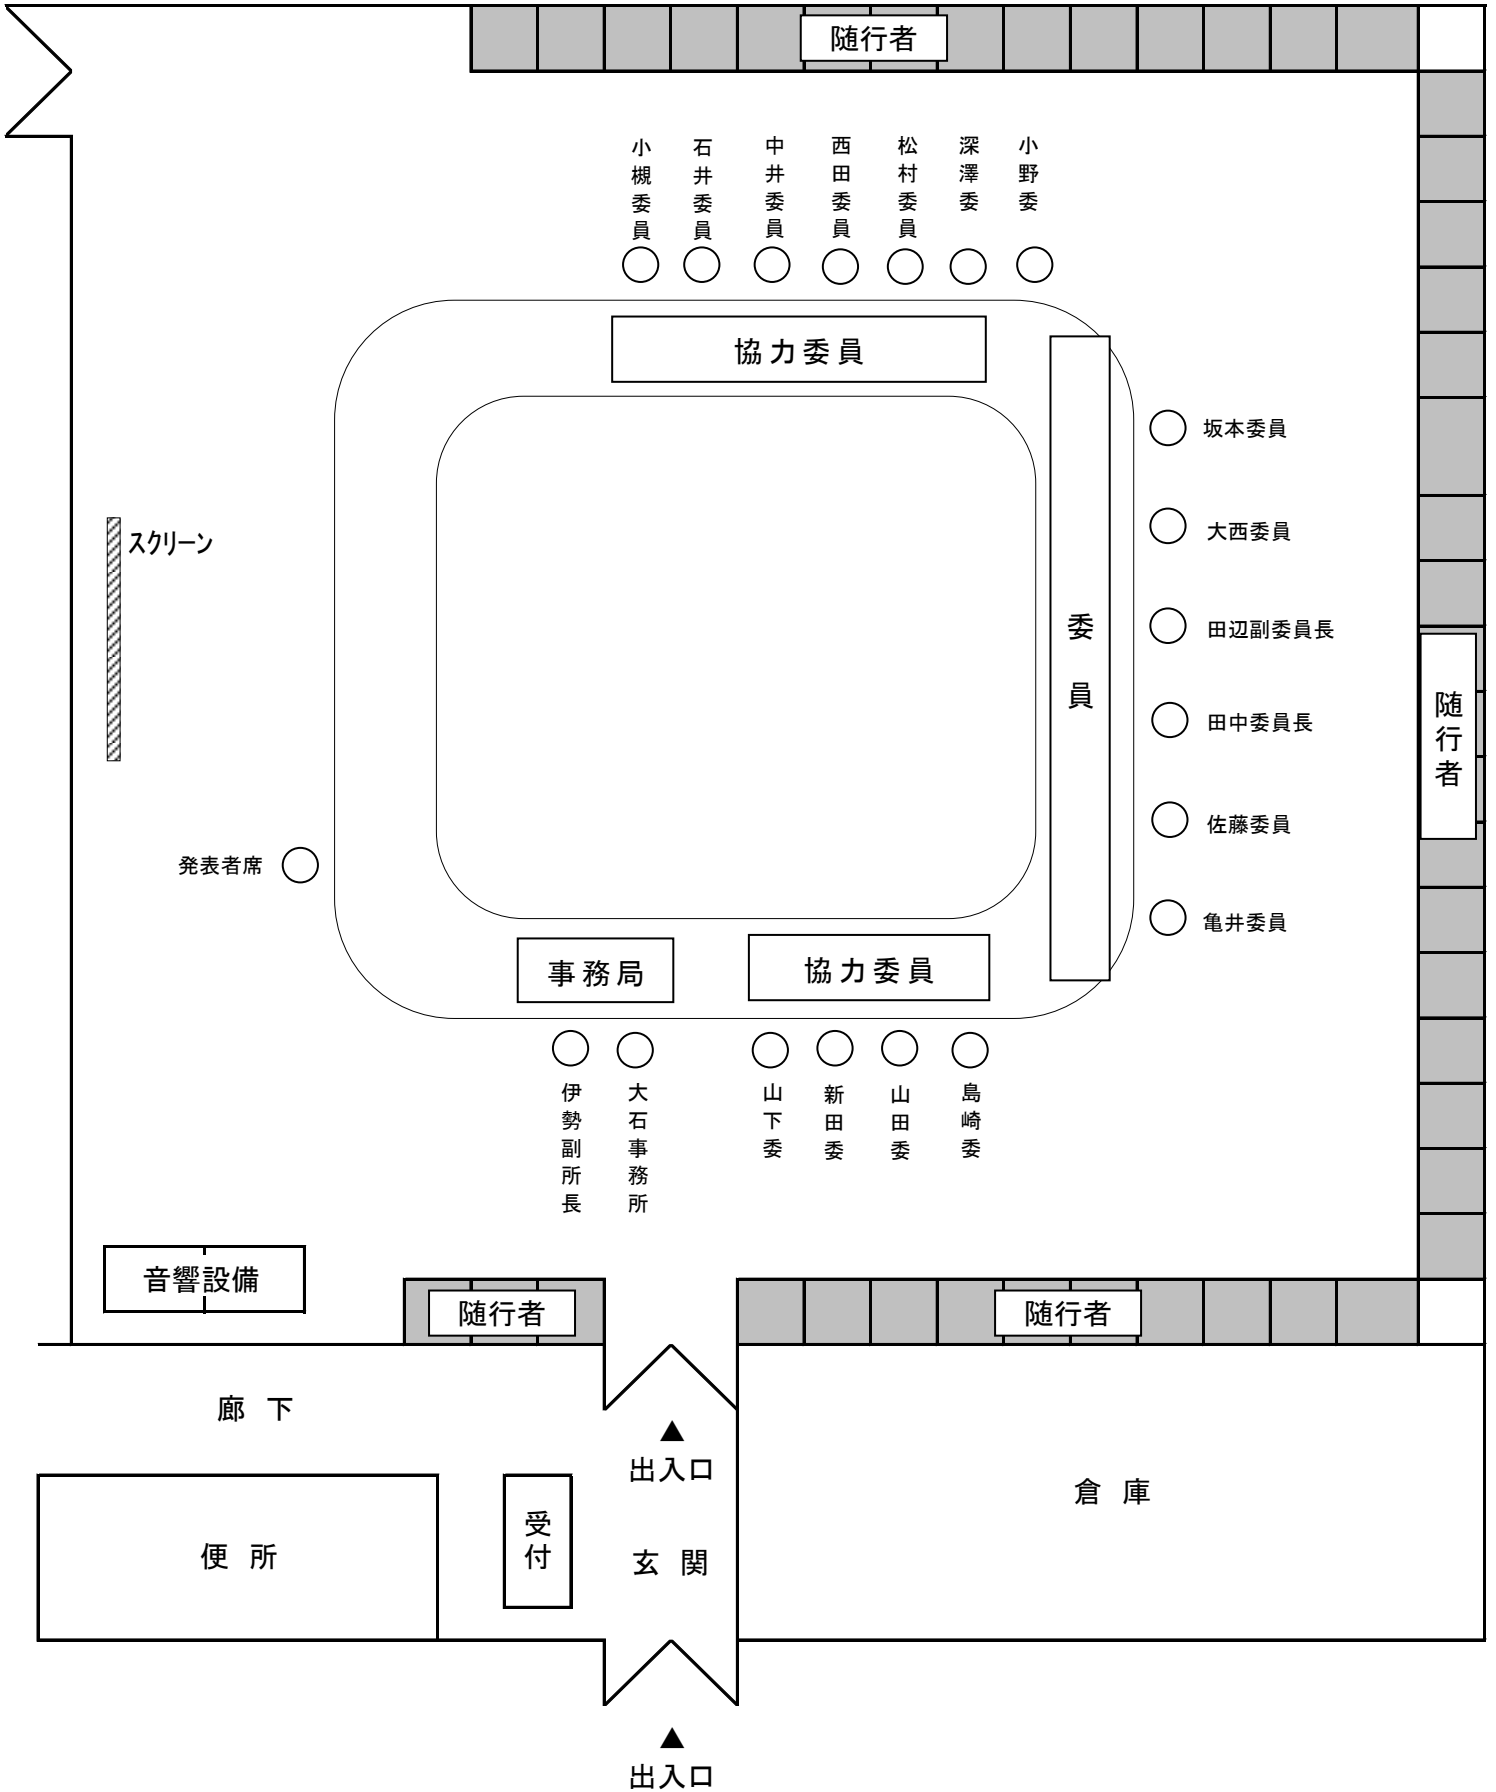 随行者
小槻委員
石井委員
中井委員
西田委員
松村委員
深澤委
小野委
協力委員
坂本委員
大西委員
スクリーン
委員
田辺副委員長
田中委員長
随行者
佐藤委員
発表者席
亀井委員
事務局
協力委員
伊勢副所長
大石事務所
山下委
新田委
山田委
島崎委
音響設備
随行者
随行者
廊下
▲
出入口
倉庫
受付
便所
玄関
▲
出入口